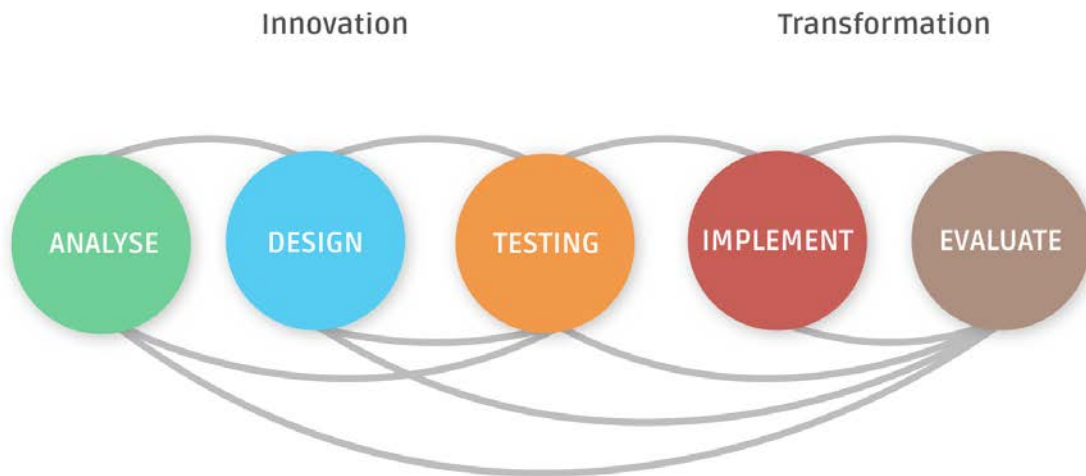 Innovation
Transformation
ANALYSE
DESIGN
TESTING
IMPLEMENT
EVALUATE